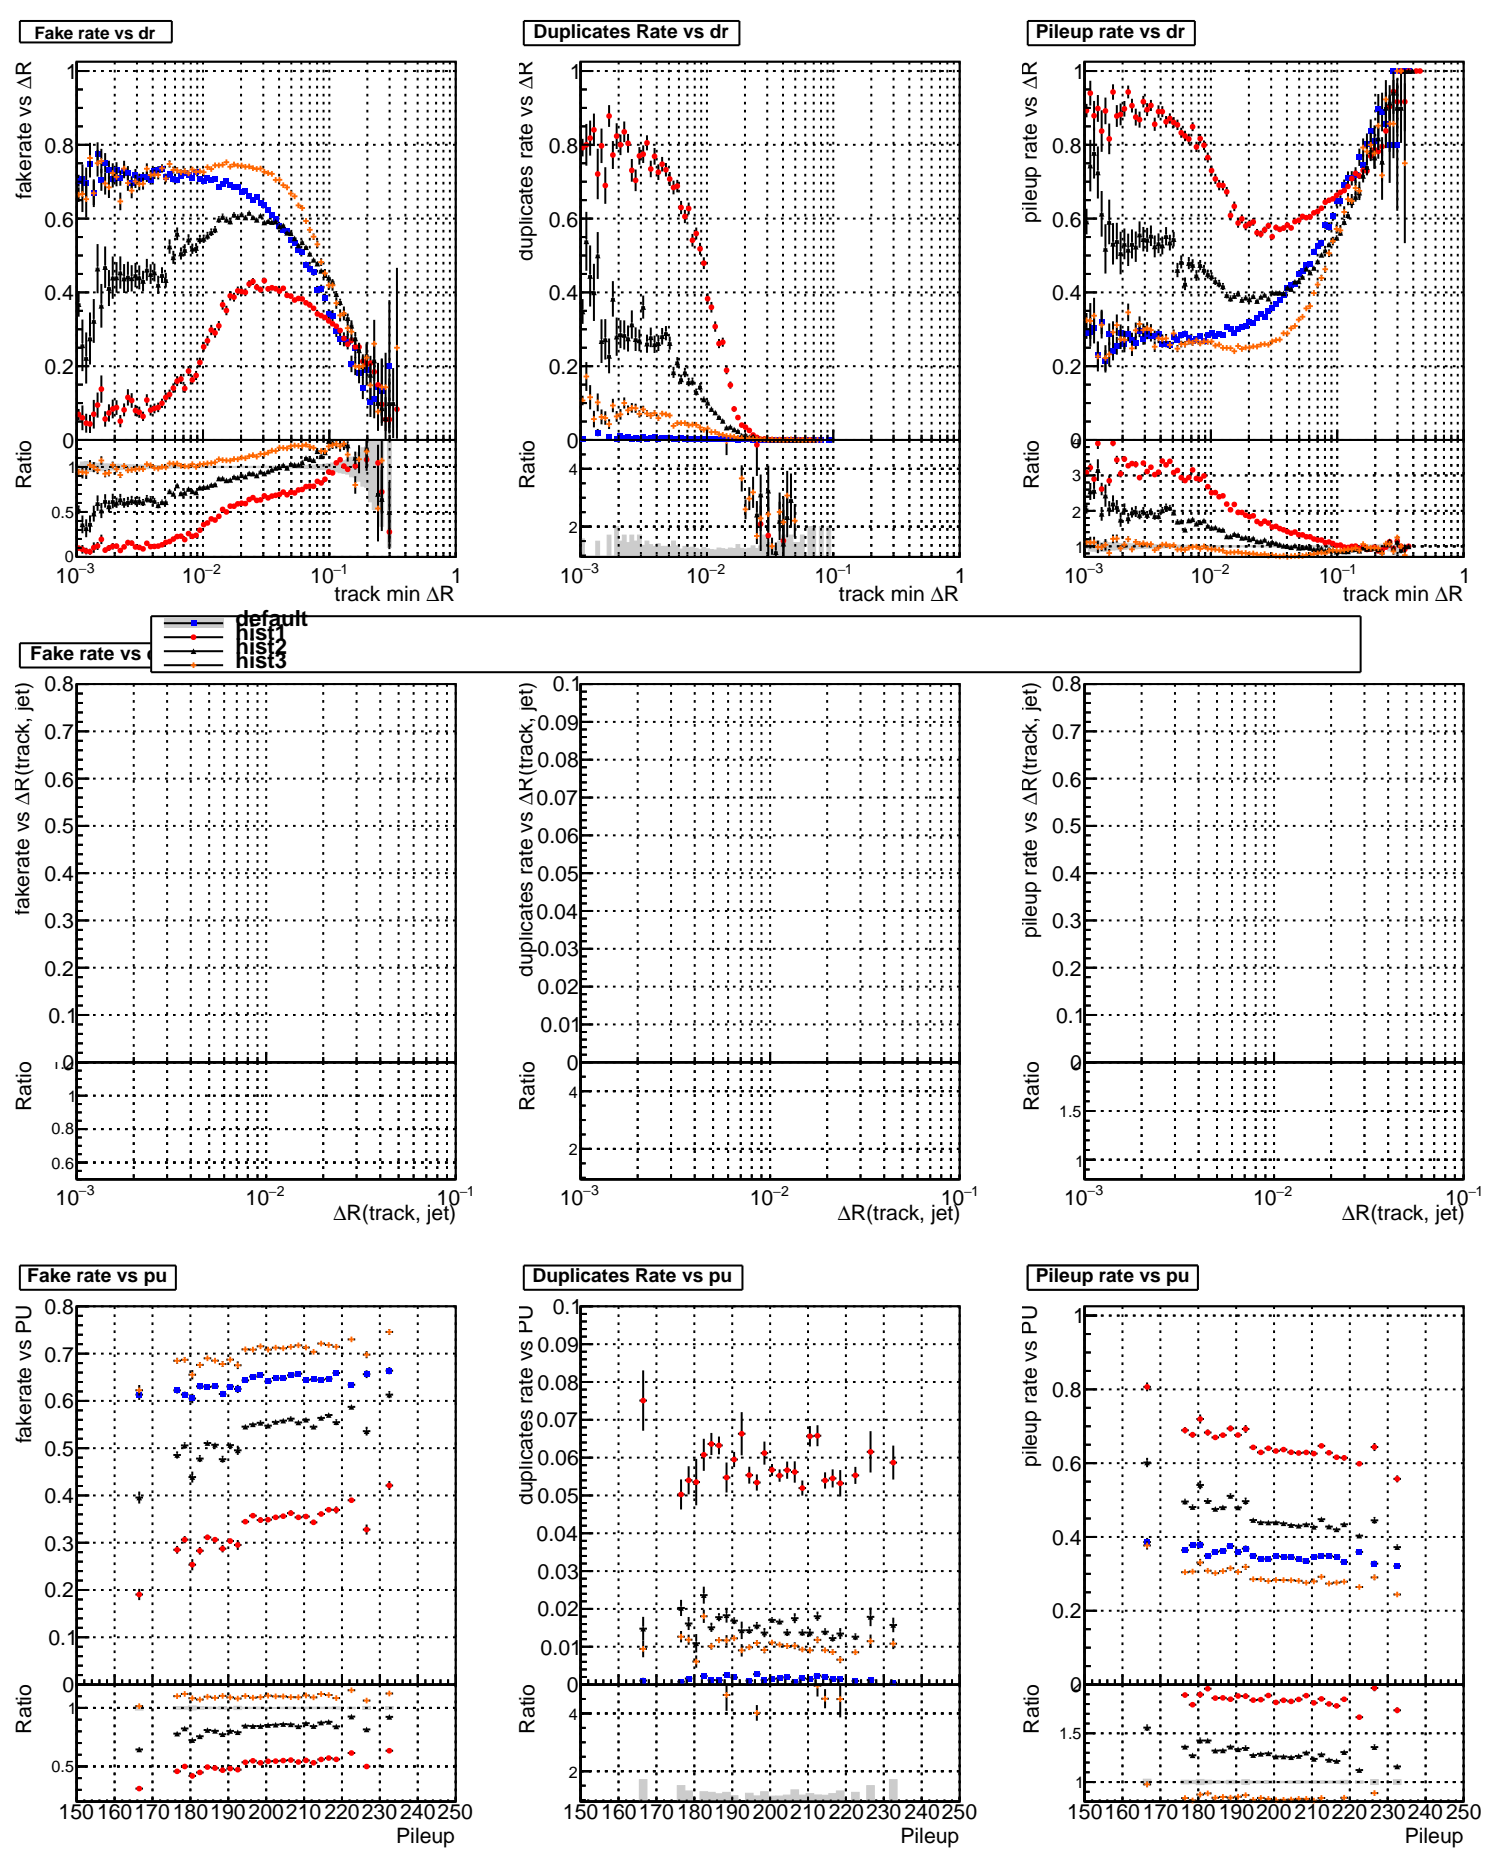 Fake rate vs dr
fakerate vs ΔR
1
0.8
0.6
0.4
0.2
0
Ratio
1
0.5
0
10−3
10−2
10−1
1
track min ΔR
Duplicates Rate vs dr
duplicates rate vs ΔR
1
0.8
0.6
0.4
0.2
0
Ratio
4
2
10−3
10−2
10−1
1
track min ΔR
Pileup rate vs dr
pileup rate vs ΔR
1
0.8
0.6
0.4
0.2
0
Ratio
3
2
1
10−3
10−2
10−1
1
track min ΔR
default
hist1
hist2
hist3
Fake rate vs
fakerate vs ΔR(track, jet)
0.8
0.7
0.6
0.5
0.4
0.3
0.2
0.1
0
Ratio
1
0.8
0.6
10−3
10−2
10−1
ΔR(track, jet)
duplicates rate vs ΔR(track, jet)
0.1
0.09
0.08
0.07
0.06
0.05
0.04
0.03
0.02
0.01
0
Ratio
4
2
10−3
10−2
10−1
ΔR(track, jet)
pileup rate vs ΔR(track, jet)
0.8
0.7
0.6
0.5
0.4
0.3
0.2
0.1
0
Ratio
1.5
1
10−3
10−2
10−1
ΔR(track, jet)
Fake rate vs pu
fakerate vs PU
0.8
0.7
0.6
0.5
0.4
0.3
0.2
0.1
0
Ratio
1
0.5
150 160 170 180 190 200 210 220 230 240 250
Pileup
Duplicates Rate vs pu
duplicates rate vs PU
0.1
0.09
0.08
0.07
0.06
0.05
0.04
0.03
0.02
0.01
0
Ratio
4
2
150 160 170 180 190 200 210 220 230 240 250
Pileup
Pileup rate vs pu
pileup rate vs PU
1
0.8
0.6
0.4
0.2
0
Ratio
1.5
1
150 160 170 180 190 200 210 220 230 240 250
Pileup